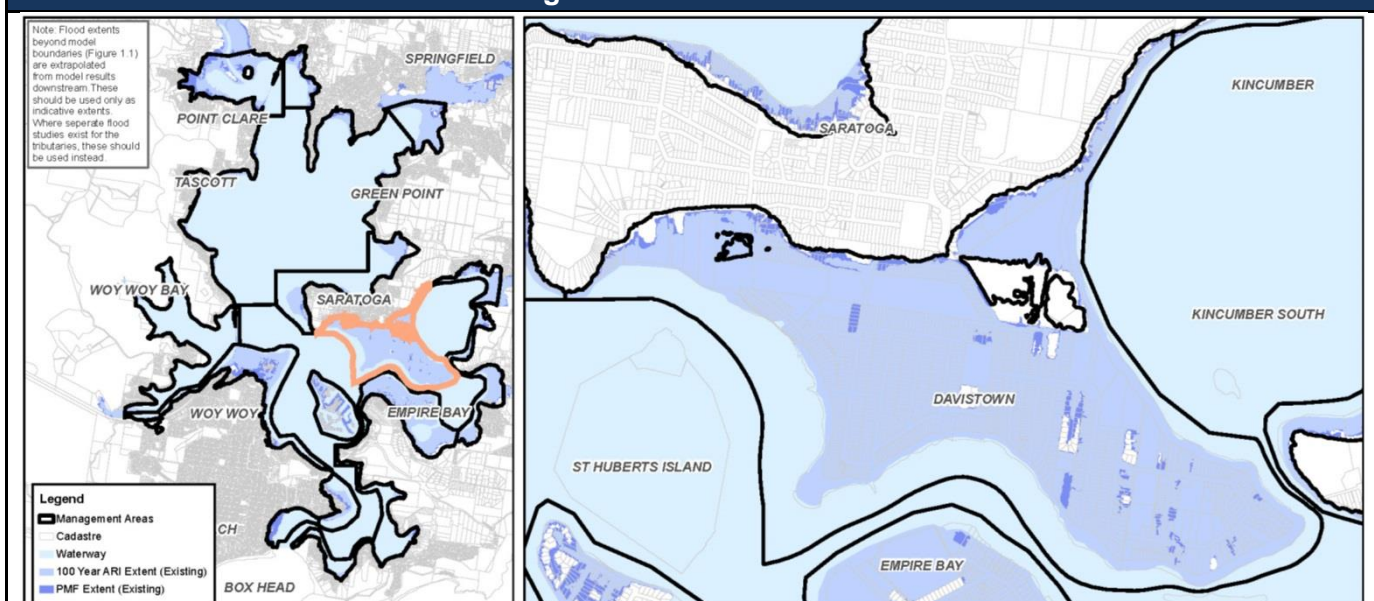 Note: Flood extents
beyond model
boundaries (Figure 1.1)
are extrapolated
from model results
downstream. These
should be used only as
indicative extents.
Where seperate flood
studies exist for the
tributaries, these should
be used instead.
SPRINGFIELD
POINT CLARE
TASCOTT
GREEN POINT
WOY WOY BAY
SARATOGA
WOY WOY
EMPIRE BAY
CH
BOX HEAD
Legend
Management Areas
Cadastre
Waterway
100 Year ARI Extent (Existing)
PMF Extent (Existing)
KINCUMBER
SARATOGA
KINCUMBER SOUTH
DAVISTOWN
ST HUBERTS ISLAND
EMPIRE BAY